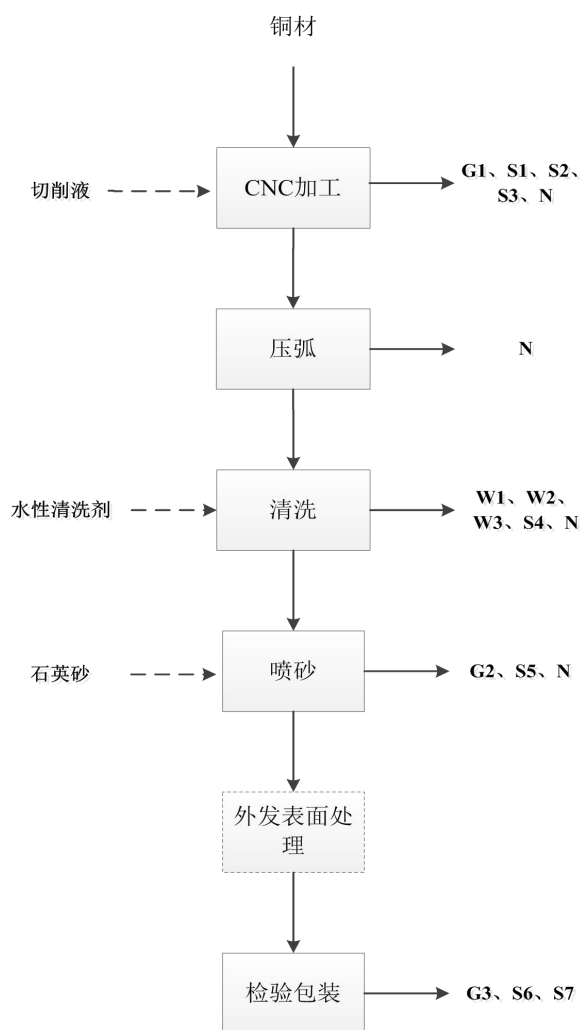 铜材
切削液
CNC加工
G1、S1、S2、
S3、N
压弧
N
水性清洗剂
清洗
W1、W2、
W3、S4、N
石英砂
喷砂
G2、S5、N
外发表面处
理
检验包装
G3、S6、S7